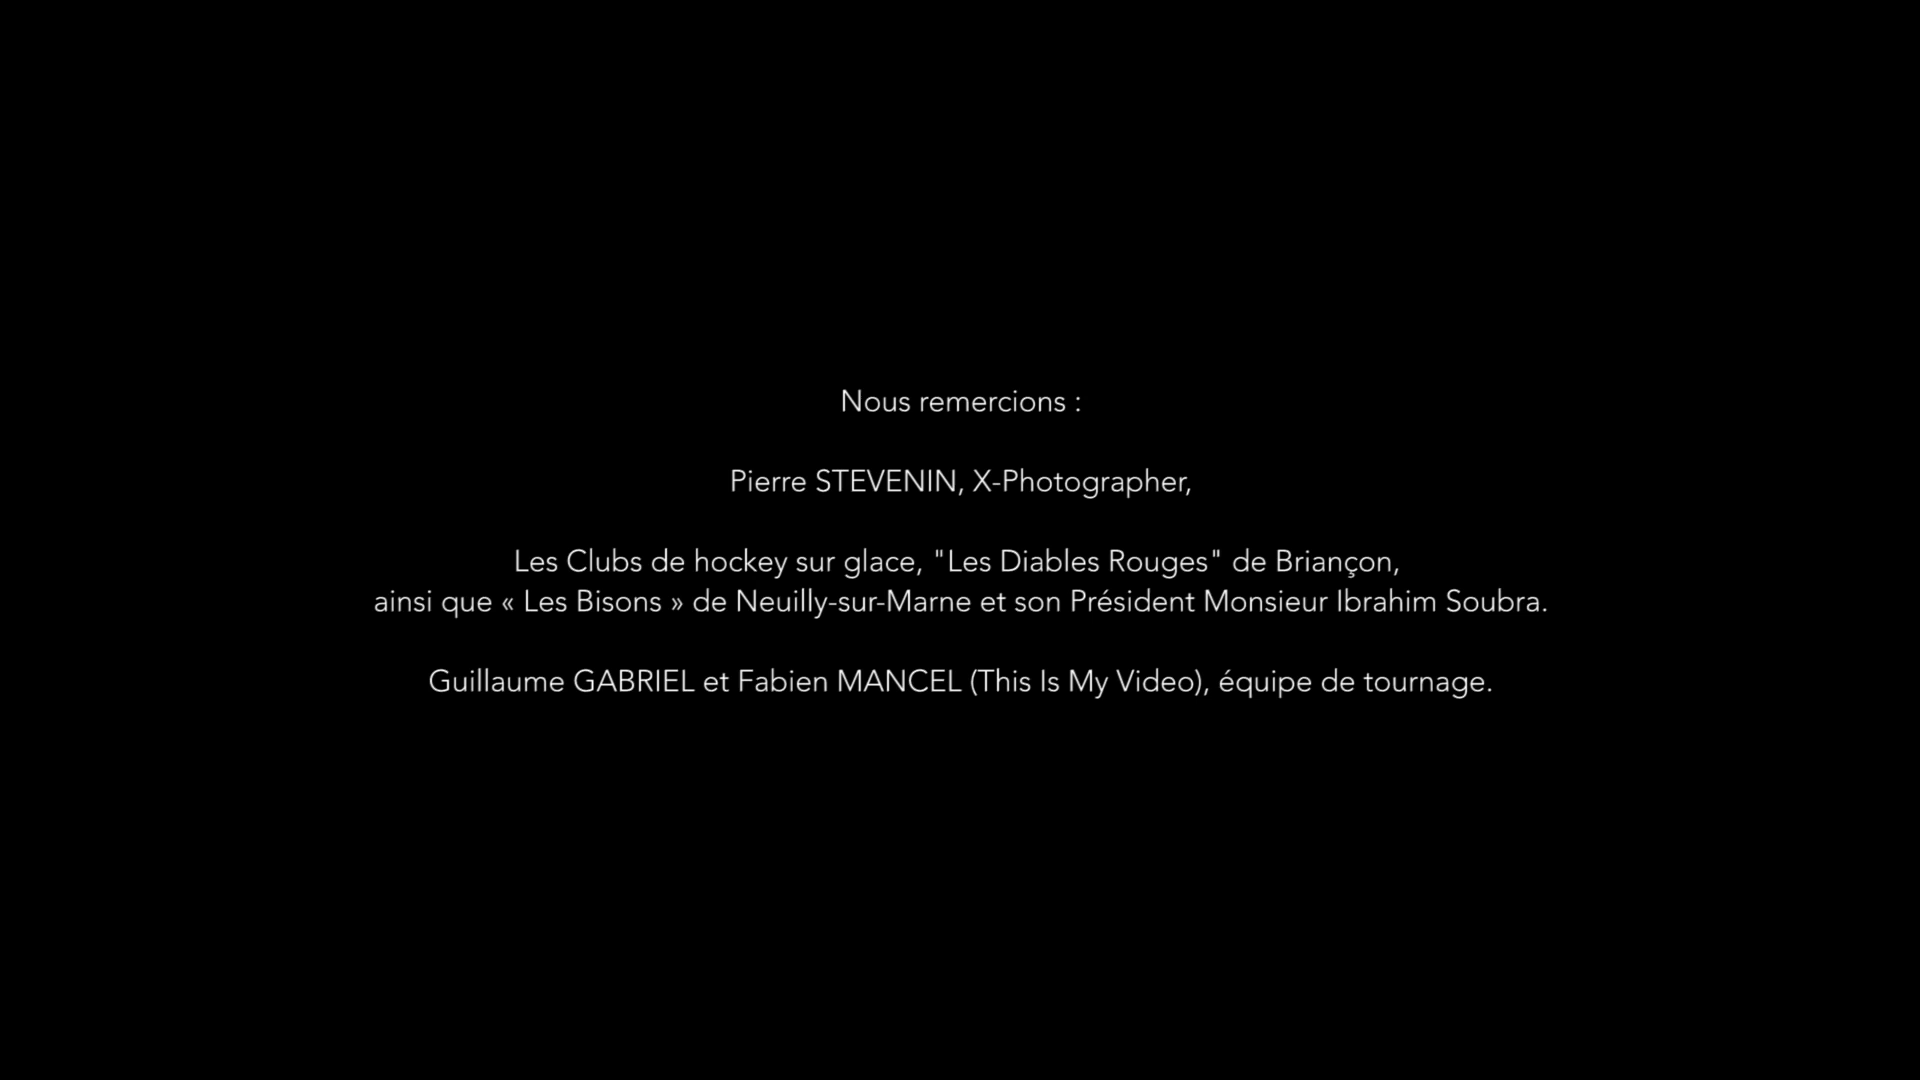 Nous remercions :
Pierre STEVENIN, X-Photographer,
Les Clubs de hockey sur glace, "Les Diables Rouges" de Briançon,
ainsi que « Les Bisons » de Neuilly-sur-Marne et son Président Monsieur Ibrahim Soubra.
Guillaume GABRIEL et Fabien MANCEL (This Is My Video), équipe de tournage.